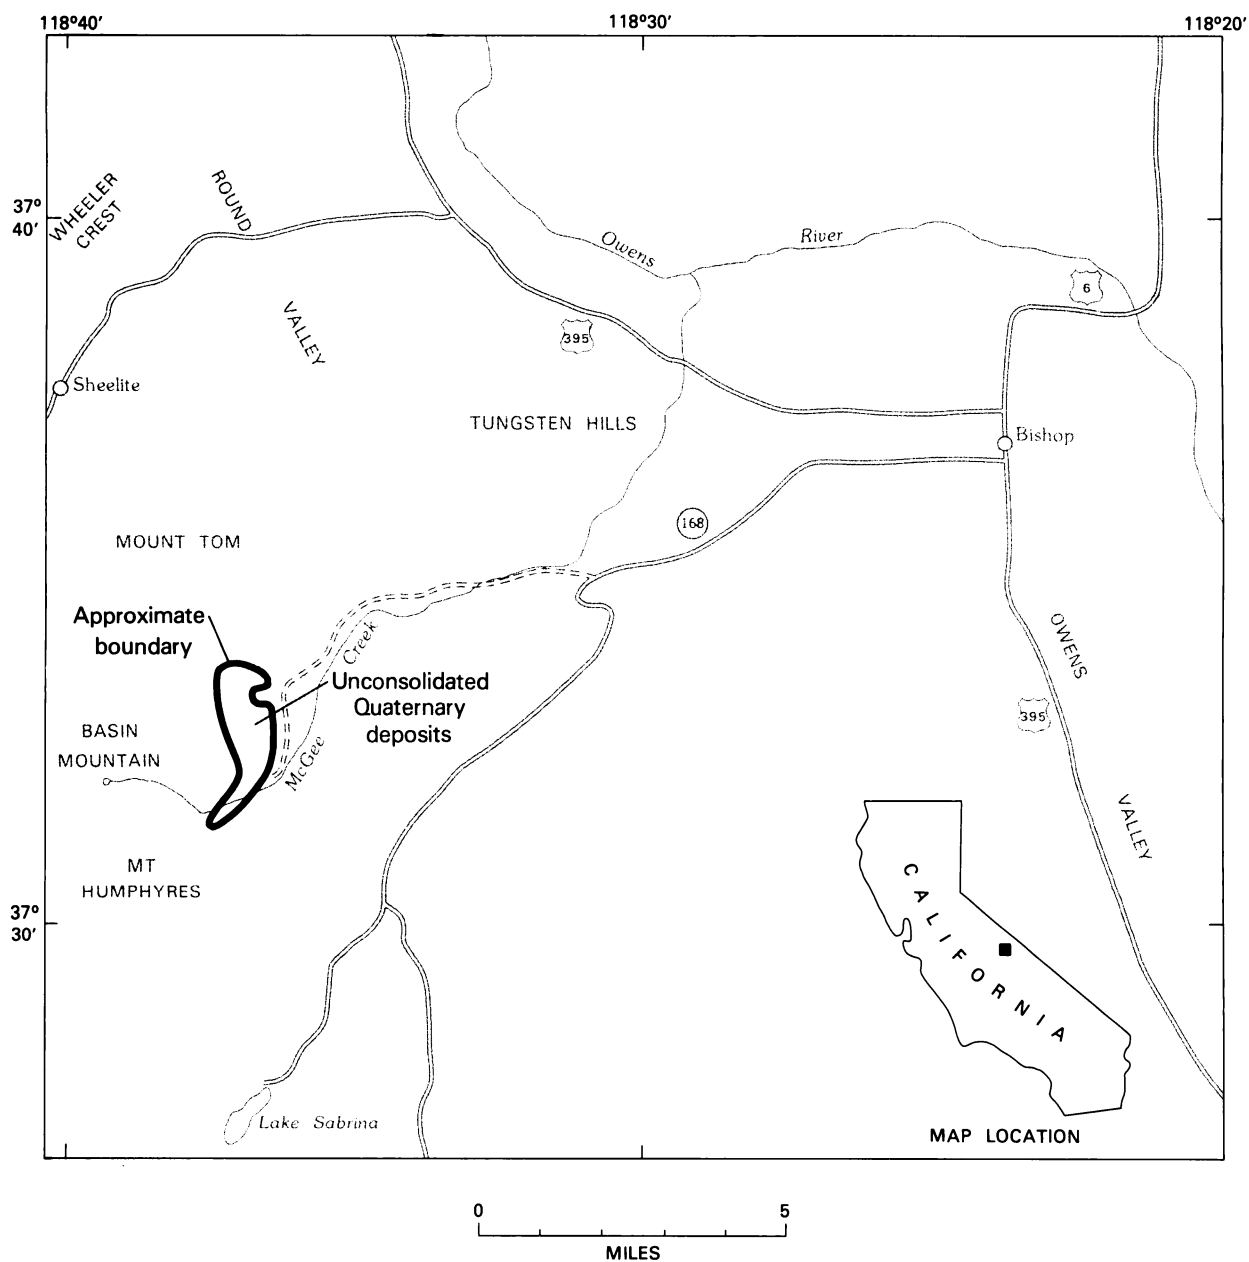 118°40′
118°30′
118°20′
37°
40′
WHEELER
CREST
ROUND
VALLEY
Owens
River
6
395
Sheelite
TUNGSTEN HILLS
Bishop
168
MOUNT TOM
Approximate
boundary
Creek
McGee
Unconsolidated
Quaternary
deposits
OWENS
VALLEY
395
BASIN
MOUNTAIN
MT
HUMPHYRES
37°
30′
CALIFORNIA
Lake Sabrina
MAP LOCATION
0
5
MILES